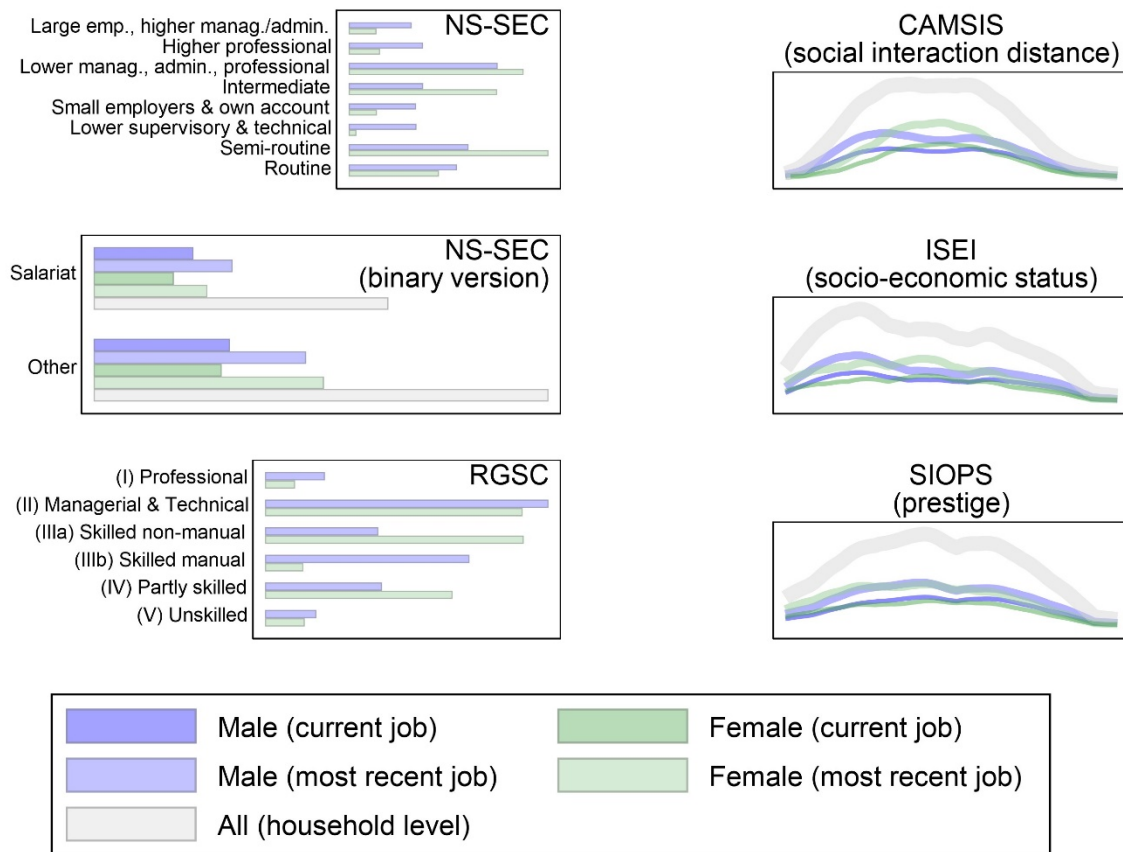 NS-SEC
Large emp., higher manag./admin.
Higher professional
Lower manag., admin., professional
Intermediate
Small employers & own account
Lower supervisory & technical
Semi-routine
Routine
CAMSIS
(social interaction distance)
NS-SEC
(binary version)
Salariat
Other
ISEI
(socio-economic status)
RGSC
(I) Professional
(II) Managerial & Technical
(IIIa) Skilled non-manual
(IIIb) Skilled manual
(IV) Partly skilled
(V) Unskilled
SIOPS
(prestige)
Male (current job)
Female (current job)
Male (most recent job)
Female (most recent job)
All (household level)